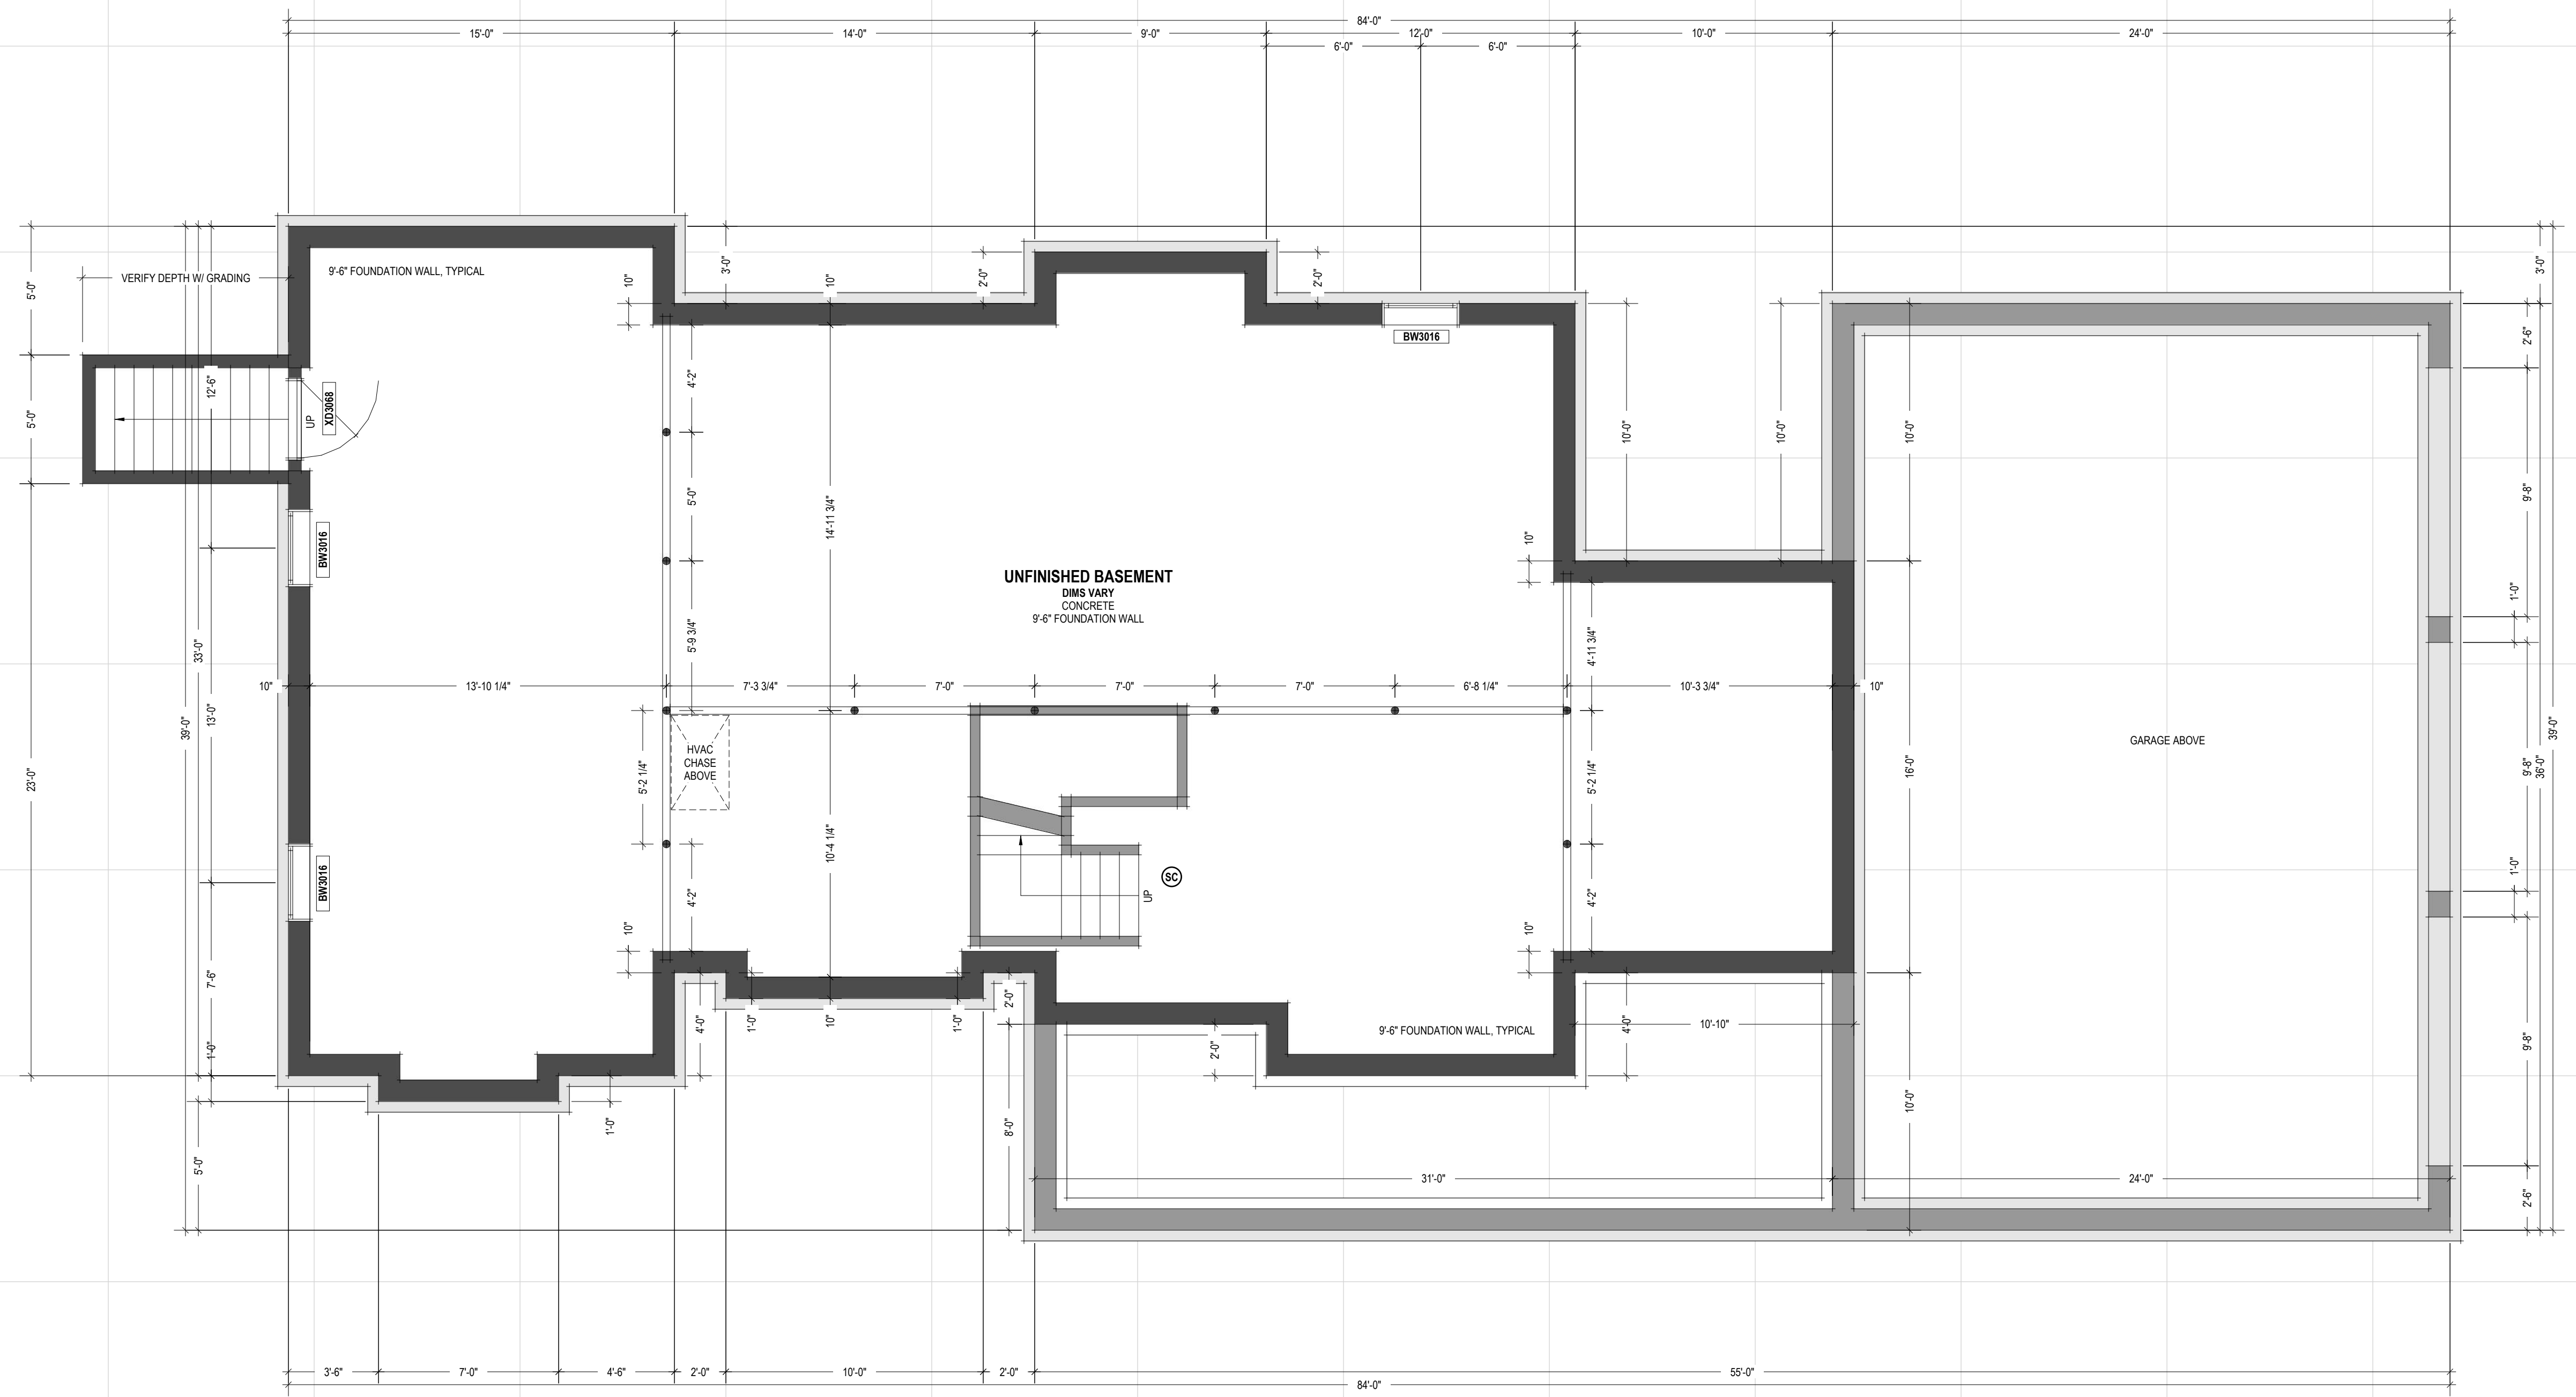 84'-0"
15'-0" 14'-0" 9'-0" 12'-0" 10'-0" 24'-0"
6'-0" 6'-0"
3'-0" 10" 10" 2'-0" 2'-0" 3'-0"
VERIFY DEPTH W/ GRADING
9'-6" FOUNDATION WALL, TYPICAL
5'-0"
BW3016
2'-6"
12'-6"
UP
XD3068
4'-2"
5'-0"
10'-0" 10'-0" 10'-0"
9'-8"
5'-0"
14'-11 3/4"
BW3016
10"
UNFINISHED BASEMENT
DIMS VARY
CONCRETE
9'-6" FOUNDATION WALL
1'-0"
33'-0"
5'-9 3/4"
4'-11 3/4"
10" 13'-10 1/4" 7'-3 3/4" 7'-0" 7'-0" 7'-0" 6'-8 1/4" 10'-3 3/4" 10"
39'-0"
13'-0"
39'-0"
HVAC
CHASE
ABOVE
GARAGE ABOVE
23'-0"
5'-2 1/4"
5'-2 1/4"
16'-0"
9'-8"
36'-0"
10'-4 1/4"
BW3016
SC
UP
1'-0"
4'-2"
4'-2"
10"
10"
7'-6"
2'-0"
1'-0" 4'-0" 1'-0" 10" 1'-0"
9'-6" FOUNDATION WALL, TYPICAL
4'-0"
10'-10"
2'-0"
9'-8"
1'-0"
8'-0"
10'-0"
5'-0"
31'-0" 24'-0"
2'-6"
3'-6" 7'-0" 4'-6" 2'-0" 10'-0" 2'-0" 55'-0"
84'-0"